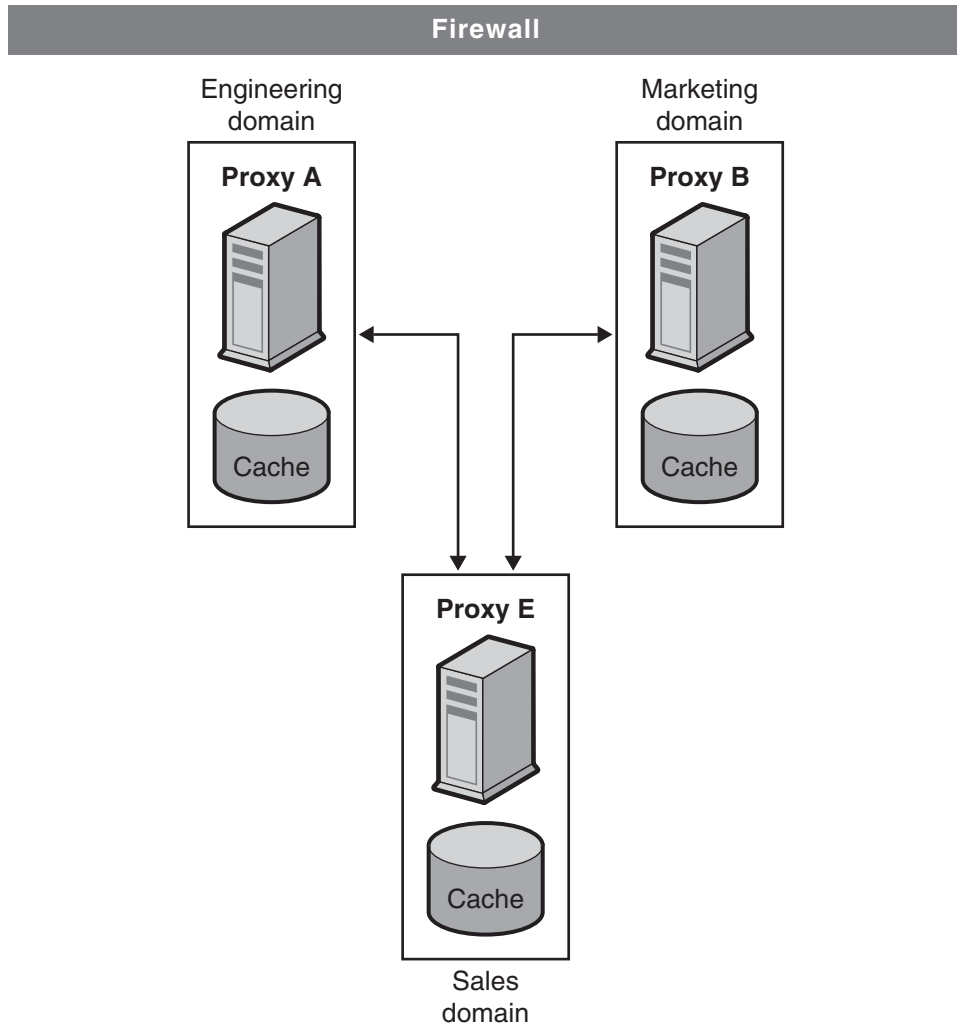 Firewall
Engineering
domain
Proxy A
Cache
Marketing
domain
Proxy B
Cache
Proxy E
Cache
Sales
domain